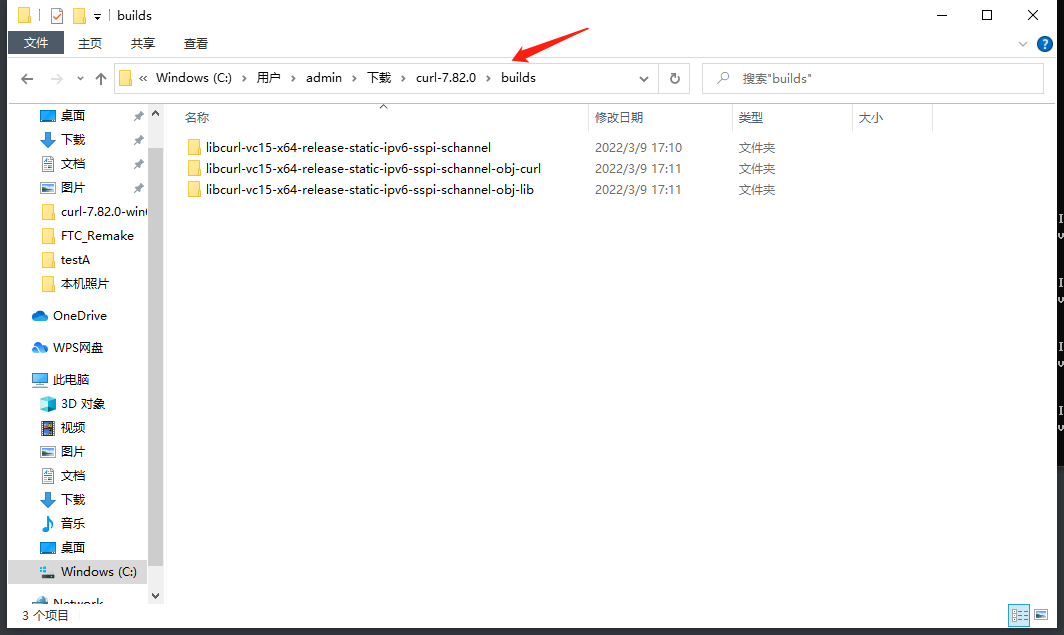 builds
文件 主页 共享 查看
« Windows (C:) › 用户 › admin › 下载 › curl-7.82.0 › builds
搜索"builds"
名称 修改日期 类型 大小
libcurl-vc15-x64-release-static-ipv6-sspi-schannel 2022/3/9 17:10 文件夹
libcurl-vc15-x64-release-static-ipv6-sspi-schannel-obj-curl 2022/3/9 17:11 文件夹
libcurl-vc15-x64-release-static-ipv6-sspi-schannel-obj-lib 2022/3/9 17:11 文件夹
桌面
下载
文档
图片
curl-7.82.0-win
FTC_Remake
testA
本机照片
OneDrive
WPS网盘
此电脑
3D 对象
视频
图片
文档
下载
音乐
桌面
Windows (C:)
Network
3 个项目